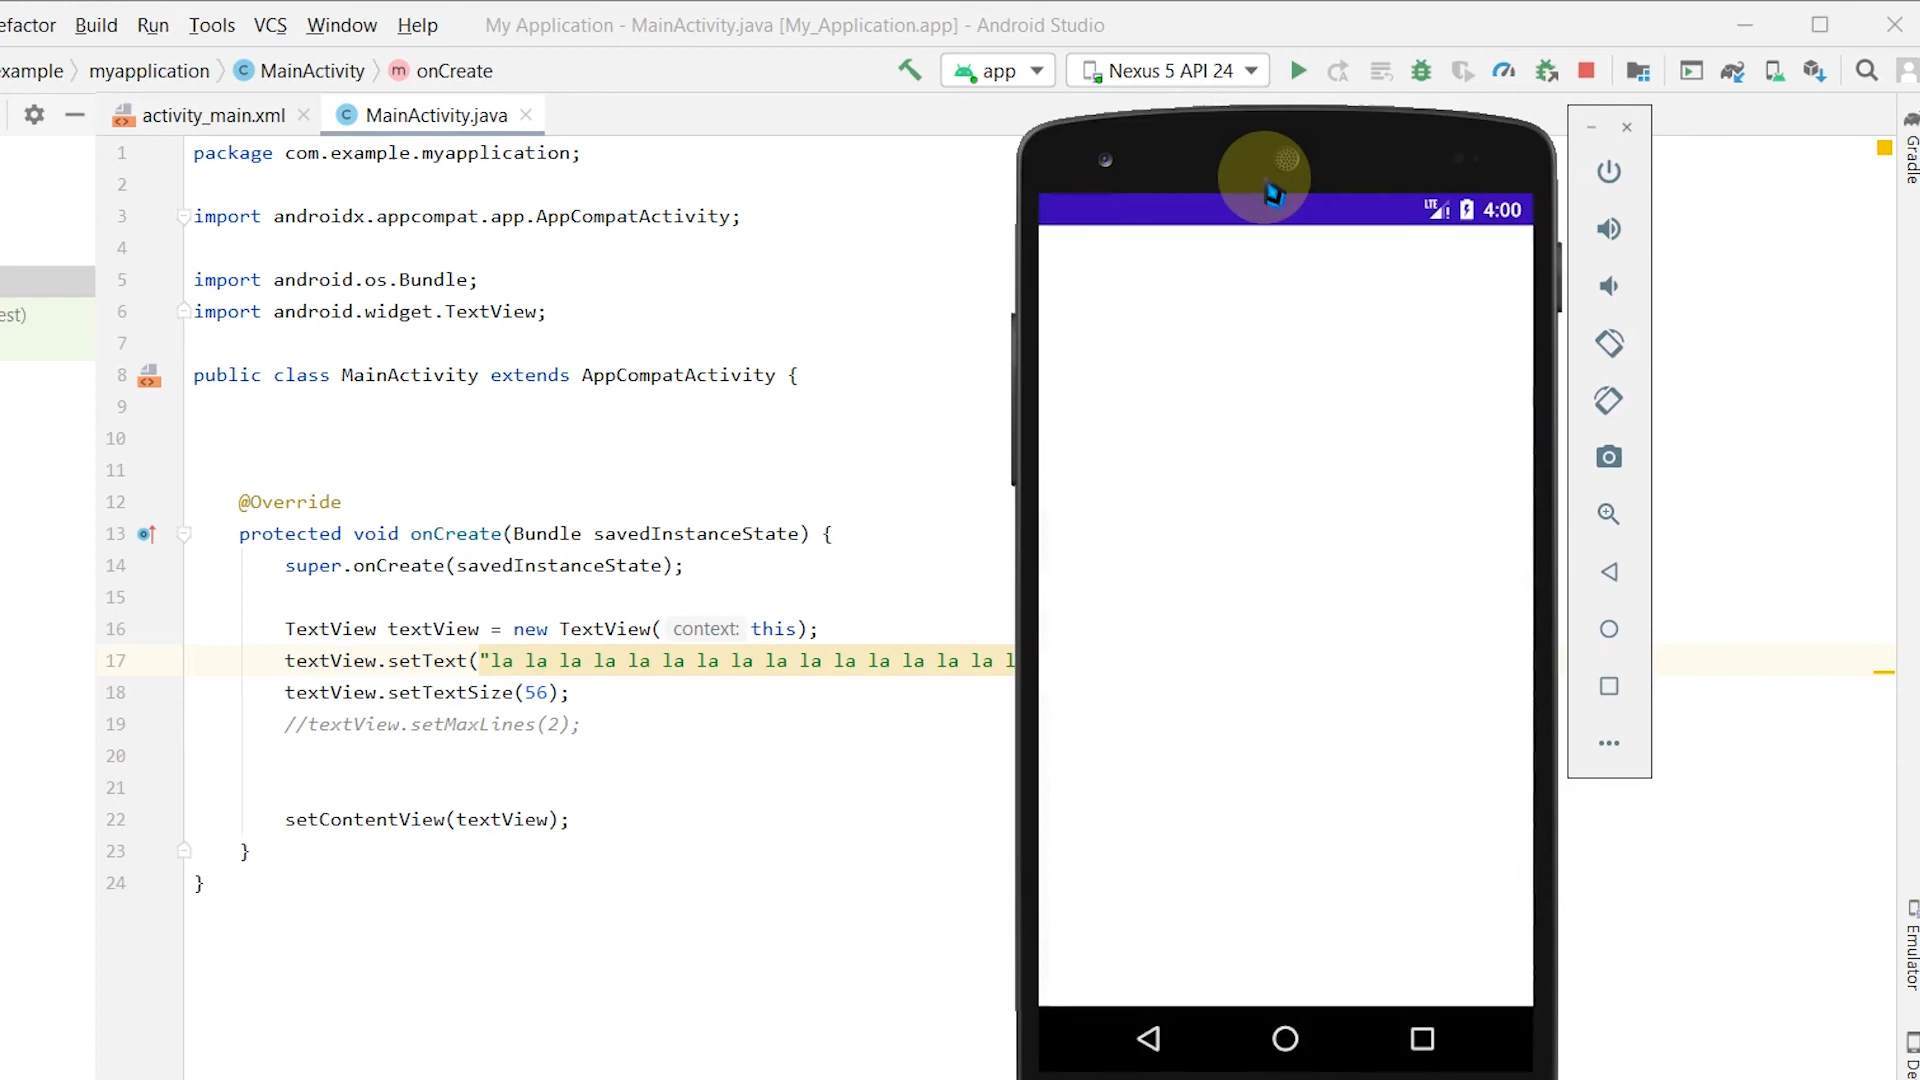 efactor Build Run Tools VCS Window Help My Application - MainActivity.java [My_Application.app] - Android Studio
xample myapplication MainActivity onCreate app Nexus 5 API 24
activity_main.xml MainActivity.java
1 package com.example.myapplication;
2
3 import androidx.appcompat.app.AppCompatActivity;
4
5 import android.os.Bundle;
6 import android.widget.TextView;
7
8 public class MainActivity extends AppCompatActivity {
9
10
11
12 @Override
13 protected void onCreate(Bundle savedInstanceState) {
14 super.onCreate(savedInstanceState);
15
16 TextView textView = new TextView( context: this);
17 textView.setText("la la la la la la la la la la la la la la la l
18 textView.setTextSize(56);
19 //textView.setMaxLines(2);
20
21
22 setContentView(textView);
23 }
24 }
est)
LTE 4:00
Gradle
Emulator
De